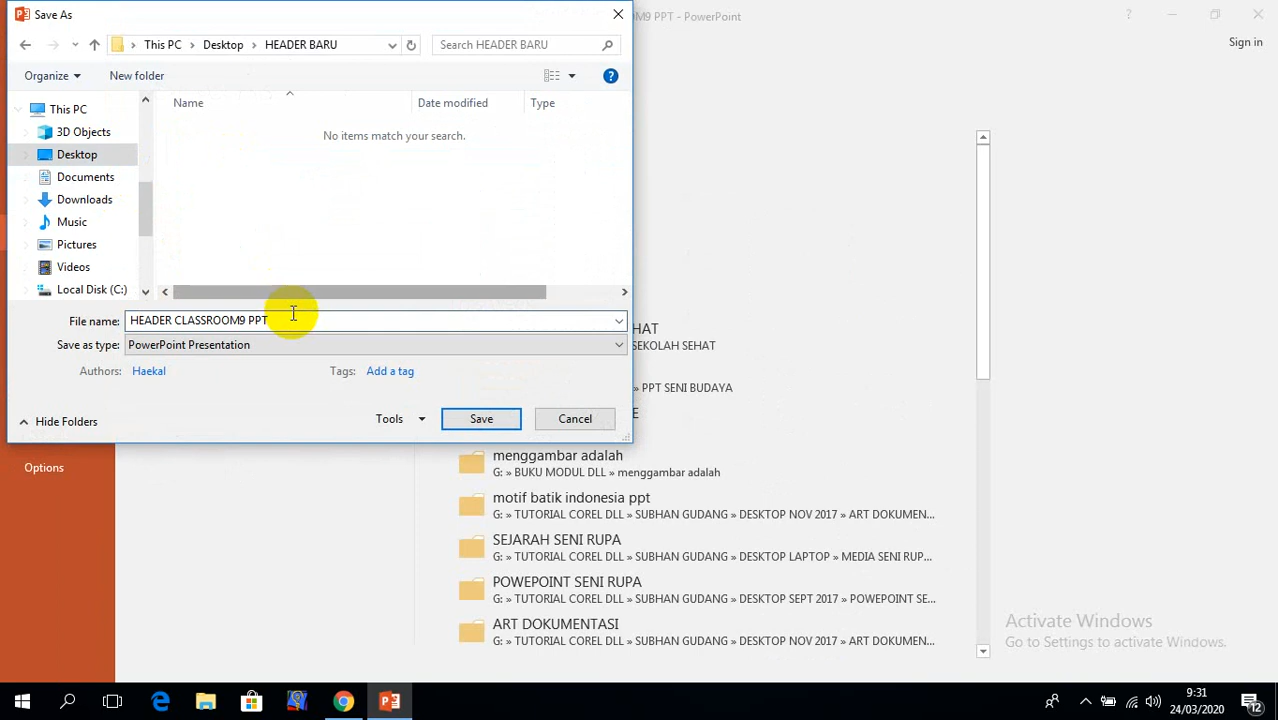 Save As
M9 PPT - PowerPoint
This PC
Desktop
HEADER BARU
Search HEADER BARU
Sign in
Organize
New folder
This PC
3D Objects
Desktop
Documents
Downloads
Music
Pictures
Videos
Local Disk (C:)
Name
Date modified
Type
No items match your search.
File name:
HEADER CLASSROOM9 PPT
Save as type:
PowerPoint Presentation
Authors:
Haekal
Tags:
Add a tag
Hide Folders
Tools
Save
Cancel
HAT
SEKOLAH SEHAT
» PPT SENI BUDAYA
E
Options
menggambar adalah
G: » BUKU MODUL DLL » menggambar adalah
motif batik indonesia ppt
G: » TUTORIAL COREL DLL » SUBHAN GUDANG » DESKTOP NOV 2017 » ART DOKUMEN...
SEJARAH SENI RUPA
G: » TUTORIAL COREL DLL » SUBHAN GUDANG » DESKTOP LAPTOP » MEDIA SENI RUP...
POWEPOINT SENI RUPA
G: » TUTORIAL COREL DLL » SUBHAN GUDANG » DESKTOP SEPT 2017 » POWEPOINT SE...
ART DOKUMENTASI
G: » TUTORIAL COREL DLL » SUBHAN GUDANG » DESKTOP NOV 2017 » ART DOKUMEN...
Activate Windows
Go to Settings to activate Windows.
9:31
24/03/2020
12